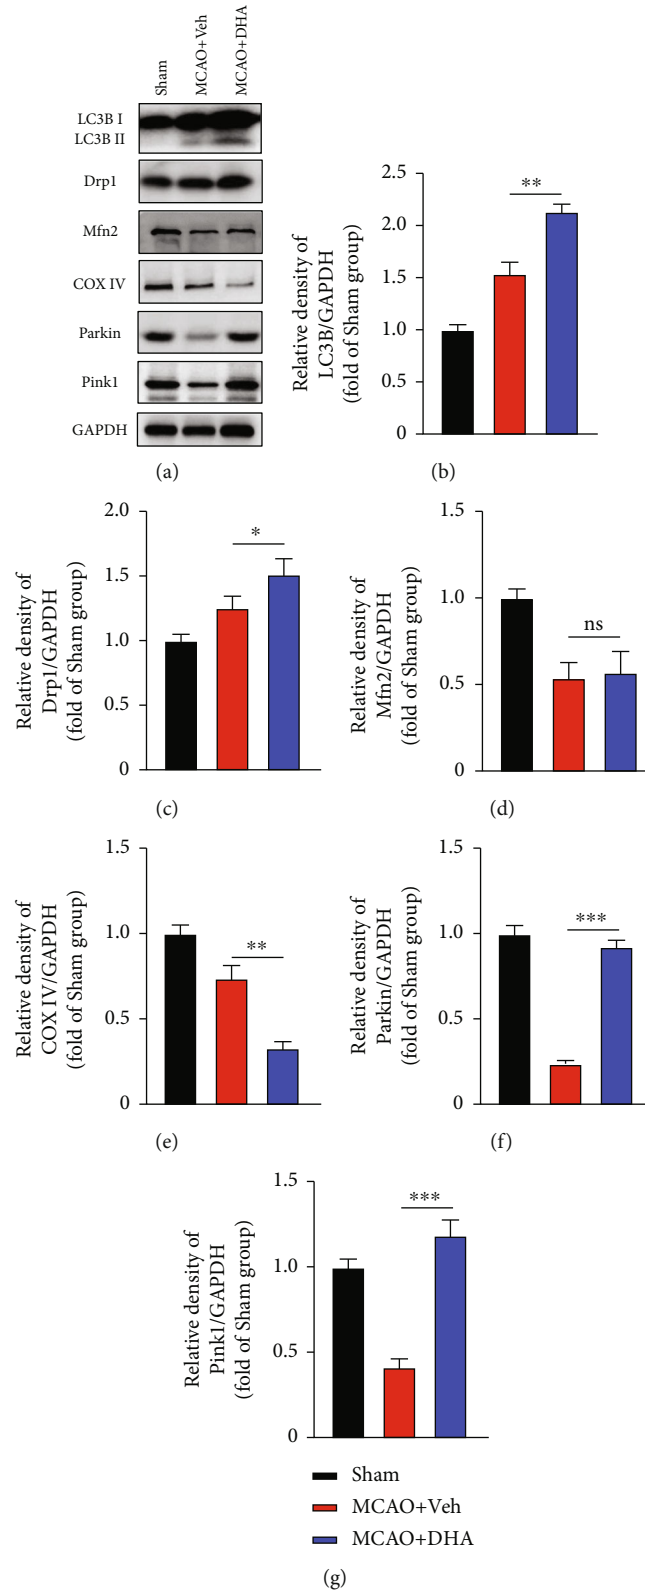 Sham
MCAO+Veh
MCAO+DHA
LC3B I
LC3B II
Drp1
Mfn2
COX IV
Parkin
Pink1
GAPDH
(a)
Relative density of
LC3B/GAPDH
(fold of Sham group)
2.5
2.0
1.5
1.0
0.5
0
**
(b)
Relative density of
Drp1/GAPDH
(fold of Sham group)
2.0
1.5
1.0
0.5
0
*
(c)
Relative density of
Mfn2/GAPDH
(fold of Sham group)
1.5
1.0
0.5
0
ns
(d)
Relative density of
COX IV/GAPDH
(fold of Sham group)
1.5
1.0
0.5
0
**
(e)
Relative density of
Parkin/GAPDH
(fold of Sham group)
1.5
1.0
0.5
0
***
(f)
Relative density of
Pink1/GAPDH
(fold of Sham group)
1.5
1.0
0.5
0
***
Sham
MCAO+Veh
MCAO+DHA
(g)